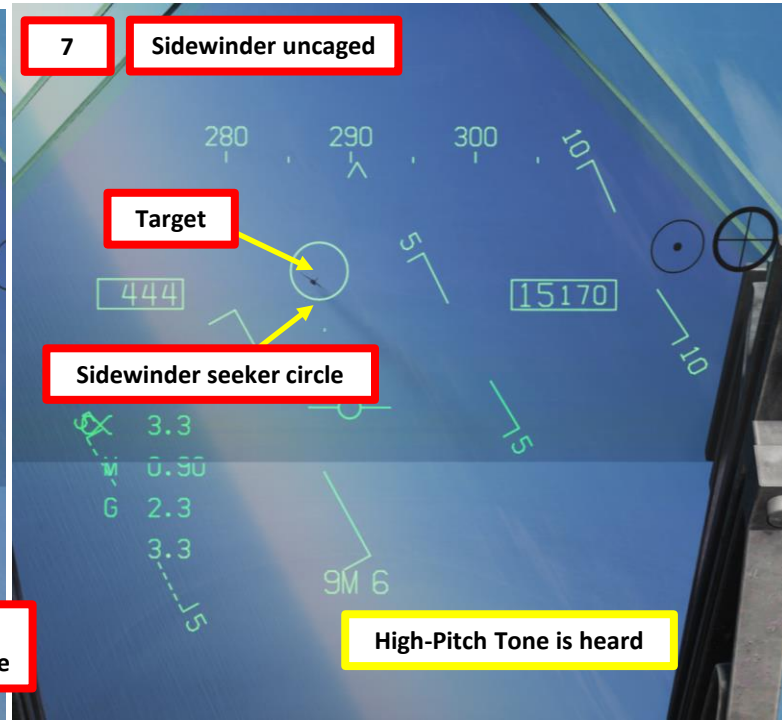 7 Sidewinder uncaged
280 290 300 10
Target
5
444 15170
10
Sidewinder seeker circle
5
α 3.3
5
M 0.90
G 2.3
3.3
9M 6
5
High-Pitch Tone is heard
e